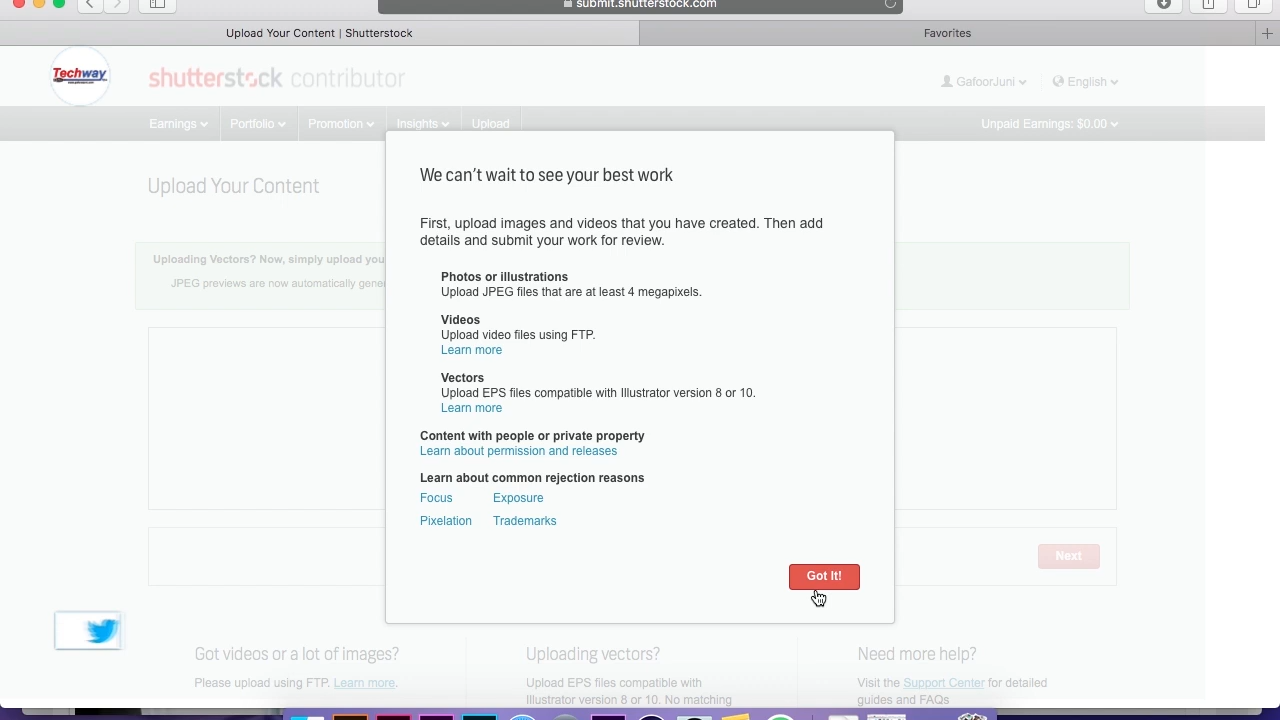 submit.shutterstock.com
Upload Your Content | Shutterstock
Favorites
Techway
shutterstock contributor
GafoorJuni
English
Earnings
Portfolio
Promotion
Insights
Upload
Unpaid Earnings: $0.00
Upload Your Content
Uploading Vectors? Now, simply upload you
JPEG previews are now automatically gener
We can't wait to see your best work
First, upload images and videos that you have created. Then add
details and submit your work for review.
Photos or illustrations
Upload JPEG files that are at least 4 megapixels.
Videos
Upload video files using FTP.
Learn more
Vectors
Upload EPS files compatible with Illustrator version 8 or 10.
Learn more
Content with people or private property
Learn about permission and releases
Learn about common rejection reasons
Focus
Exposure
Pixelation
Trademarks
Got It!
Next
Got videos or a lot of images?
Please upload using FTP. Learn more.
Uploading vectors?
Upload EPS files compatible with
Illustrator version 8 or 10. No matching
Need more help?
Visit the Support Center for detailed
guides and FAQs